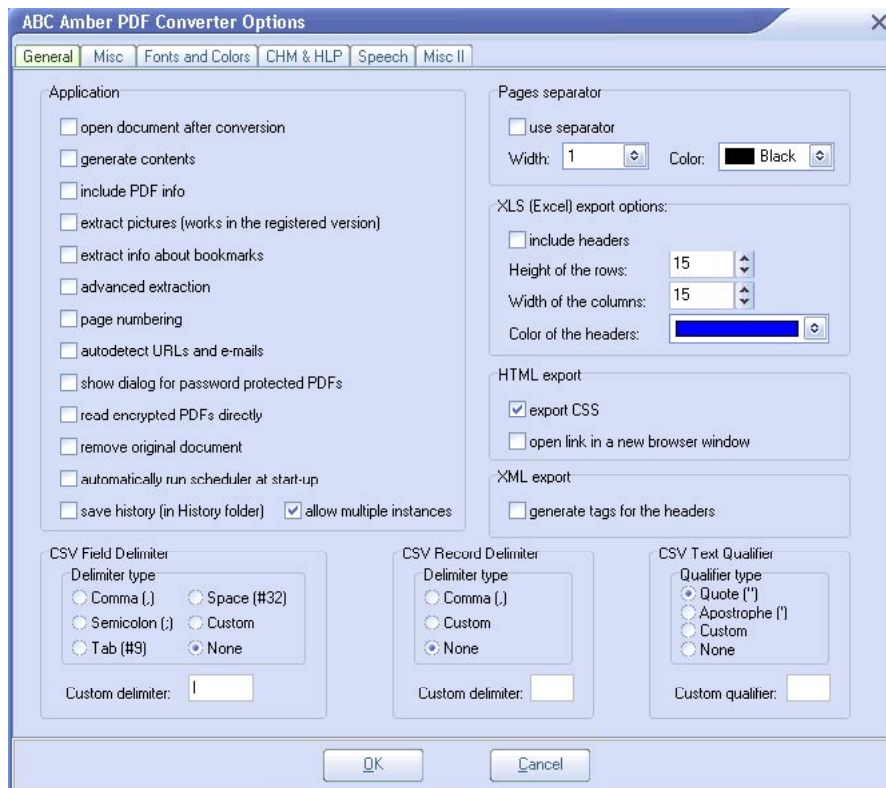 ABC Amber PDF Converter Options
General Misc Fonts and Colors CHM & HLP Speech Misc II
Application
open document after conversion
generate contents
include PDF info
extract pictures (works in the registered version)
extract info about bookmarks
advanced extraction
page numbering
autodetect URLs and e-mails
show dialog for password protected PDFs
read encrypted PDFs directly
remove original document
automatically run scheduler at start-up
save history (in History folder) allow multiple instances
Pages separator
use separator
Width: 1 Color: Black
XLS (Excel) export options:
include headers
Height of the rows: 15
Width of the columns: 15
Color of the headers:
HTML export
export CSS
open link in a new browser window
XML export
generate tags for the headers
CSV Field Delimiter
Delimiter type
Comma (,) Space (#32)
Semicolon (;) Custom
Tab (#9) None
Custom delimiter: |
CSV Record Delimiter
Delimiter type
Comma (,)
Custom
None
Custom delimiter:
CSV Text Qualifier
Qualifier type
Quote (")
Apostrophe (')
Custom
None
Custom qualifier:
OK Cancel